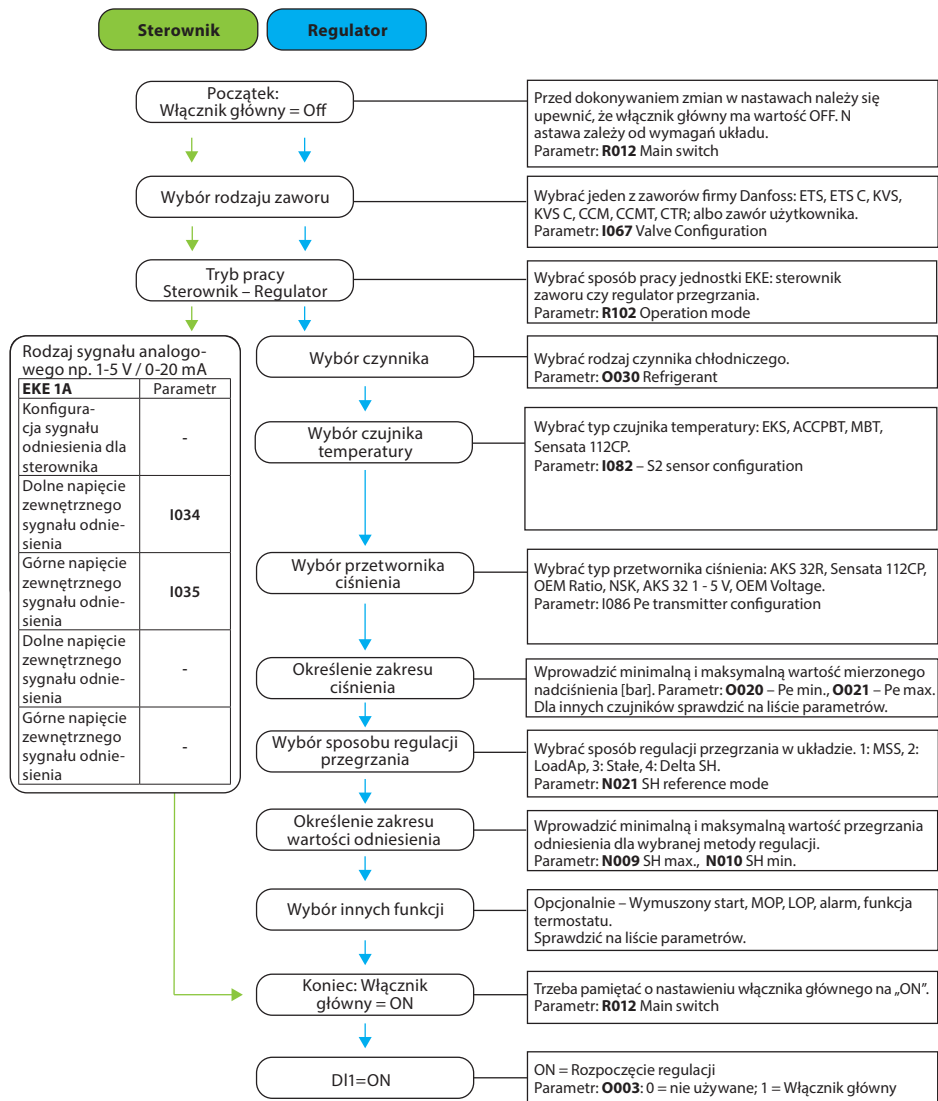 Sterownik
Regulator
Początek:
Włącznik główny = Off
Przed dokonywaniem zmian w nastawach należy się
upewnić, że włącznik główny ma wartość OFF. N
astawa zależy od wymagań układu.
Parametr: R012 Main switch
Wybór rodzaju zaworu
Wybrać jeden z zaworów firmy Danfoss: ETS, ETS C, KVS,
KVS C, CCM, CCMT, CTR; albo zawór użytkownika.
Parametr: I067 Valve Configuration
Tryb pracy
Sterownik – Regulator
Wybrać sposób pracy jednostki EKE: sterownik
zaworu czy regulator przegrzania.
Parametr: R102 Operation mode
Rodzaj sygnału analogo-
wego np. 1-5 V / 0-20 mA
EKE 1A
Parametr
Konfigura-
cja sygnału
odniesienia dla
sterownika
-
Dolne napięcie
zewnętrznego
sygnału odnie-
sienia
I034
Górne napięcie
zewnętrznego
sygnału odnie-
sienia
I035
Dolne napięcie
zewnętrznego
sygnału odnie-
sienia
-
Górne napięcie
zewnętrznego
sygnału odnie-
sienia
-
Wybór czynnika
Wybrać rodzaj czynnika chłodniczego.
Parametr: O030 Refrigerant
Wybór czujnika
temperatury
Wybrać typ czujnika temperatury: EKS, ACCPBT, MBT,
Sensata 112CP.
Parametr: I082 – S2 sensor configuration
Wybór przetwornika
ciśnienia
Wybrać typ przetwornika ciśnienia: AKS 32R, Sensata 112CP,
OEM Ratio, NSK, AKS 32 1 - 5 V, OEM Voltage.
Parametr: I086 Pe transmitter configuration
Określenie zakresu
ciśnienia
Wprowadzić minimalną i maksymalną wartość mierzonego
nadciśnienia [bar]. Parametr: O020 – Pe min., O021 – Pe max.
Dla innych czujników sprawdzić na liście parametrów.
Wybór sposobu regulacji
przegrzania
Wybrać sposób regulacji przegrzania w układzie. 1: MSS, 2:
LoadAp, 3: Stałe, 4: Delta SH.
Parametr: N021 SH reference mode
Określenie zakresu
wartości odniesienia
Wprowadzić minimalną i maksymalną wartość przegrzania
odniesienia dla wybranej metody regulacji.
Parametr: N009 SH max., N010 SH min.
Wybór innych funkcji
Opcjonalnie – Wymuszony start, MOP, LOP, alarm, funkcja
termostatu.
Sprawdzić na liście parametrów.
Koniec: Włącznik
główny = ON
Trzeba pamiętać o nastawieniu włącznika głównego na „ON”.
Parametr: R012 Main switch
DI1=ON
ON = Rozpoczęcie regulacji
Parametr: O003: 0 = nie używane; 1 = Włącznik główny